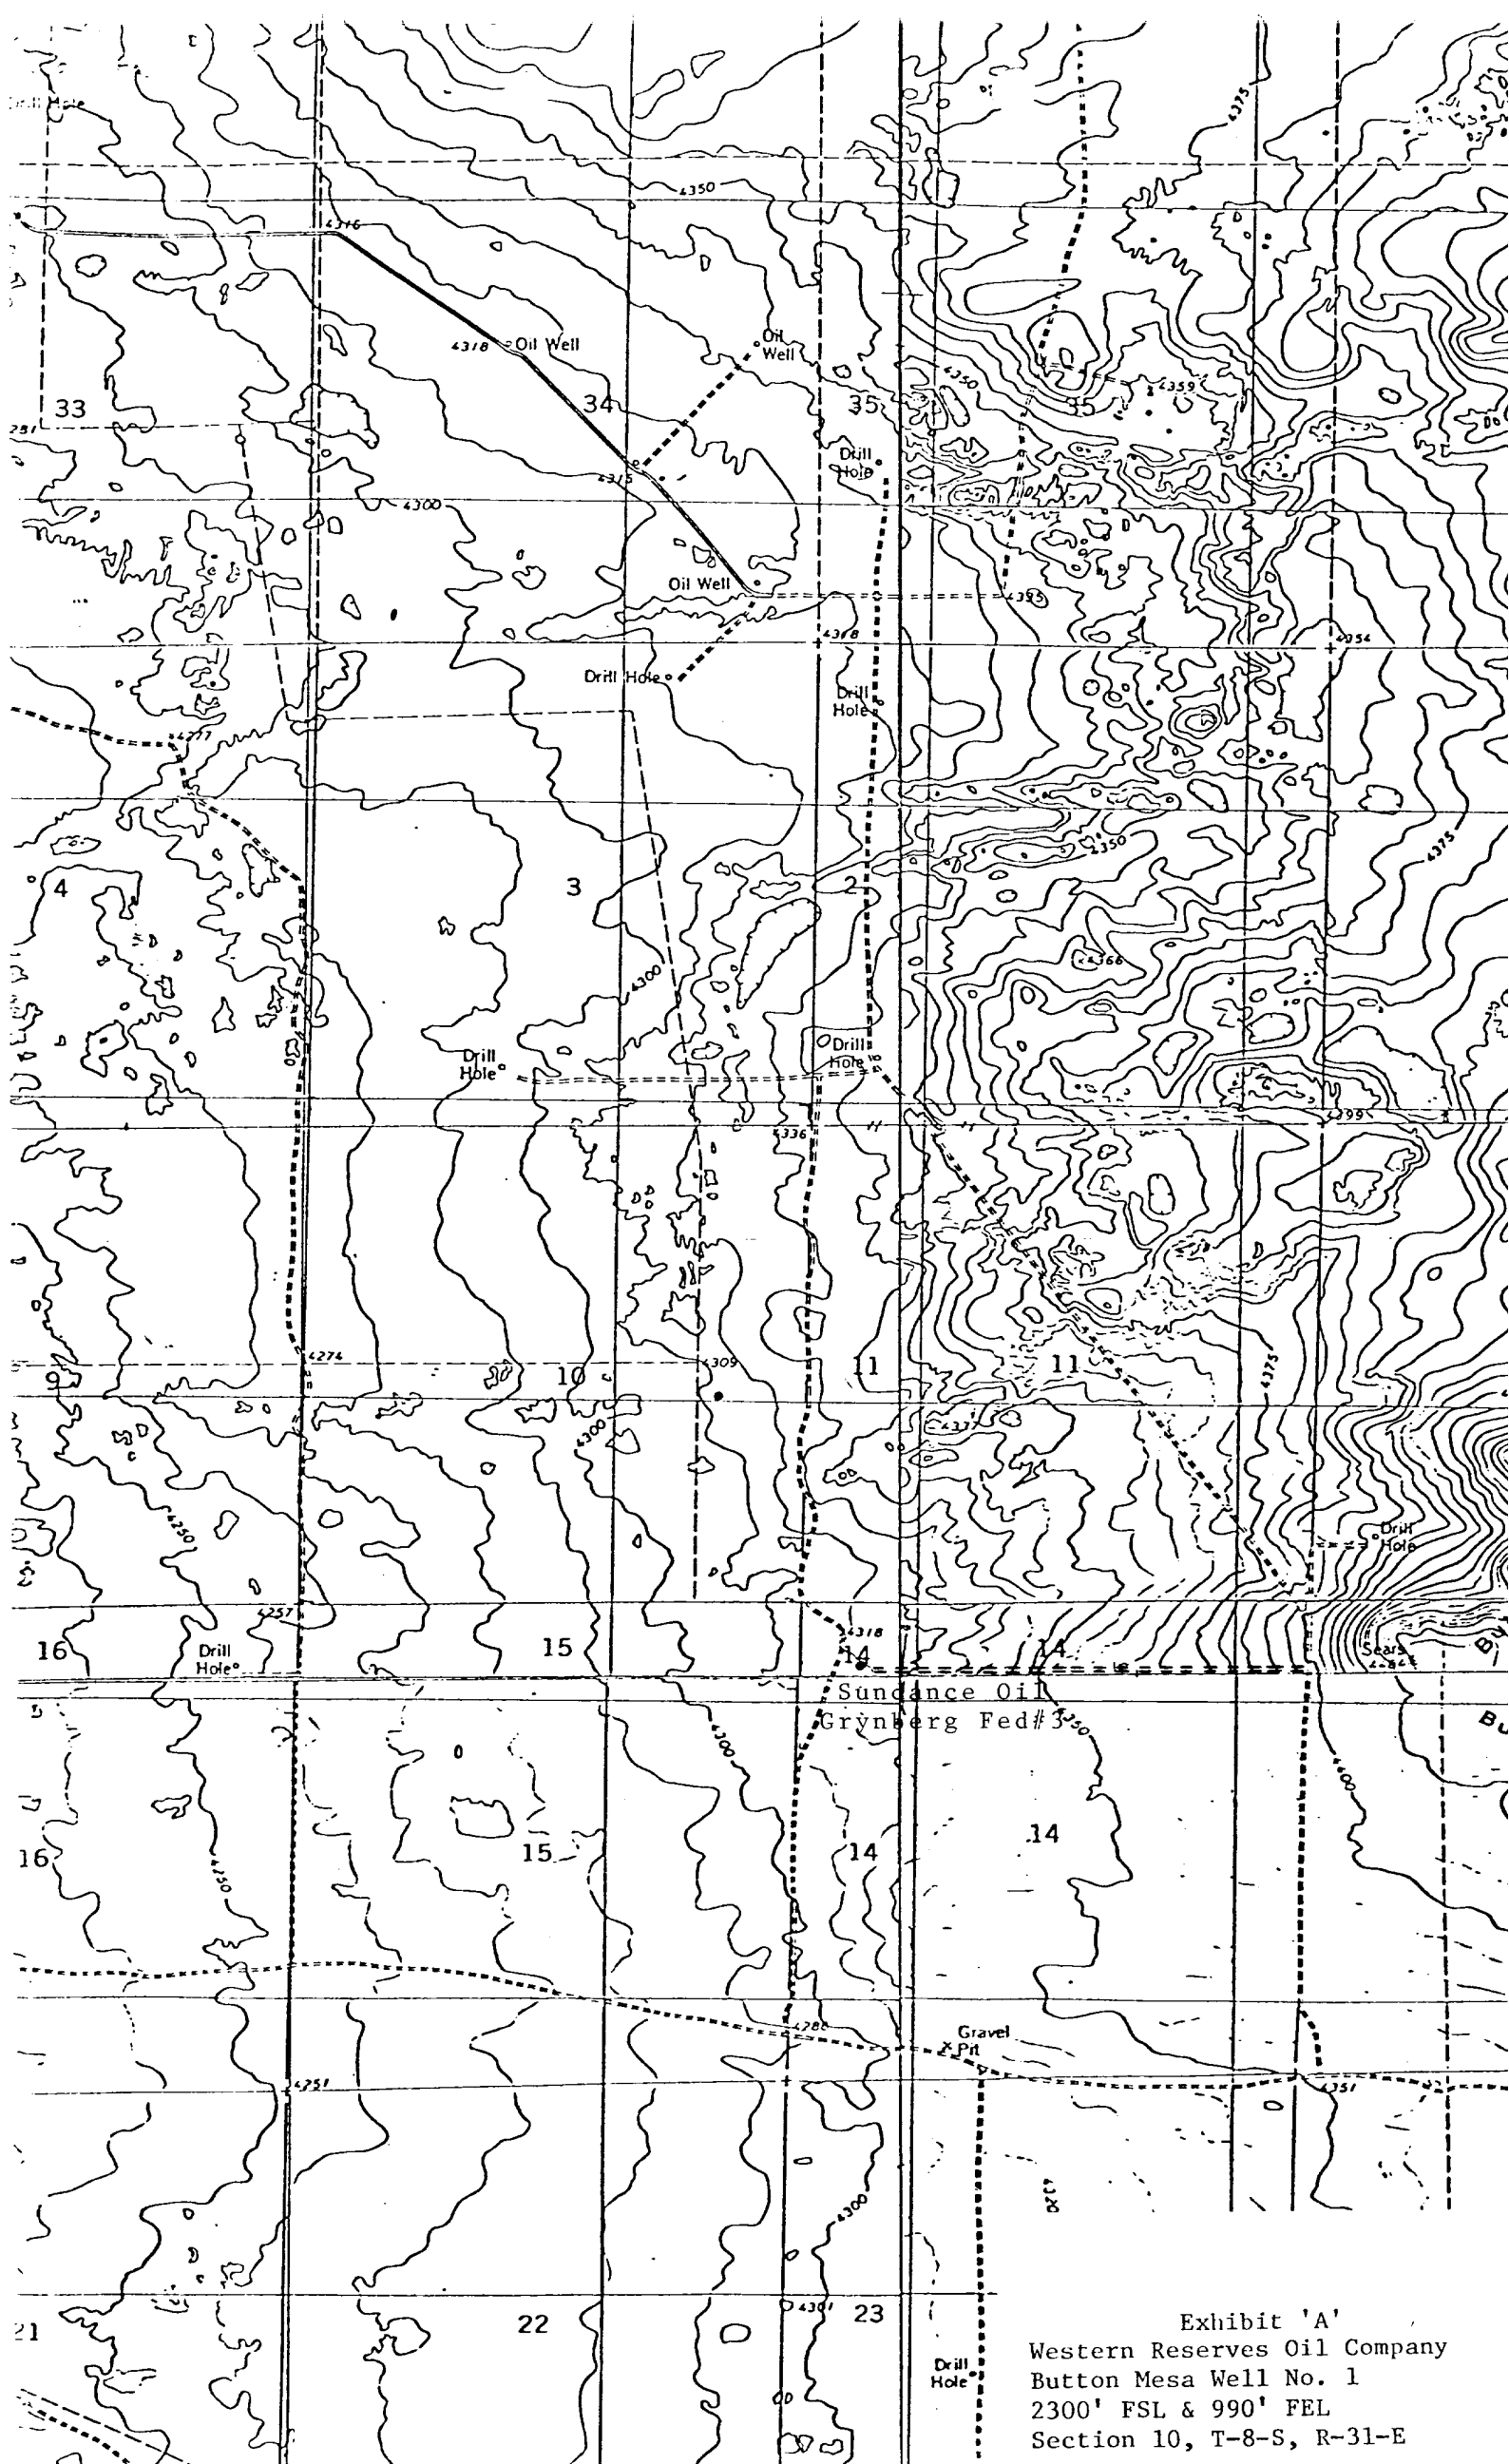 Drill Hole
4375
4350
4316
4318 Oil Well
Oil
Well
4350
4359
33
34
35
35
Drill
Hole
4315
4300
Oil Well
4318
4354
Drill Hole
Drill
Hole
4277
4350
4375
4
3
2
4366
4300
Drill
Hole
Drill
Hole
4336
4399
4274
4309
9
10
11
11
4375
4300
4250
Drill
Hole
4257
4318
16
Drill
Hole
15
14
14
Sundance Oil
Grynberg Fed#3
4350
4300
4400
16
4250
15
14
14
4286
Gravel
Pit
4251
4351
4300
4301
21
22
23
Drill
Hole
Exhibit 'A'
Western Reserves Oil Company
Button Mesa Well No. 1
2300' FSL & 990' FEL
Section 10, T-8-S, R-31-E